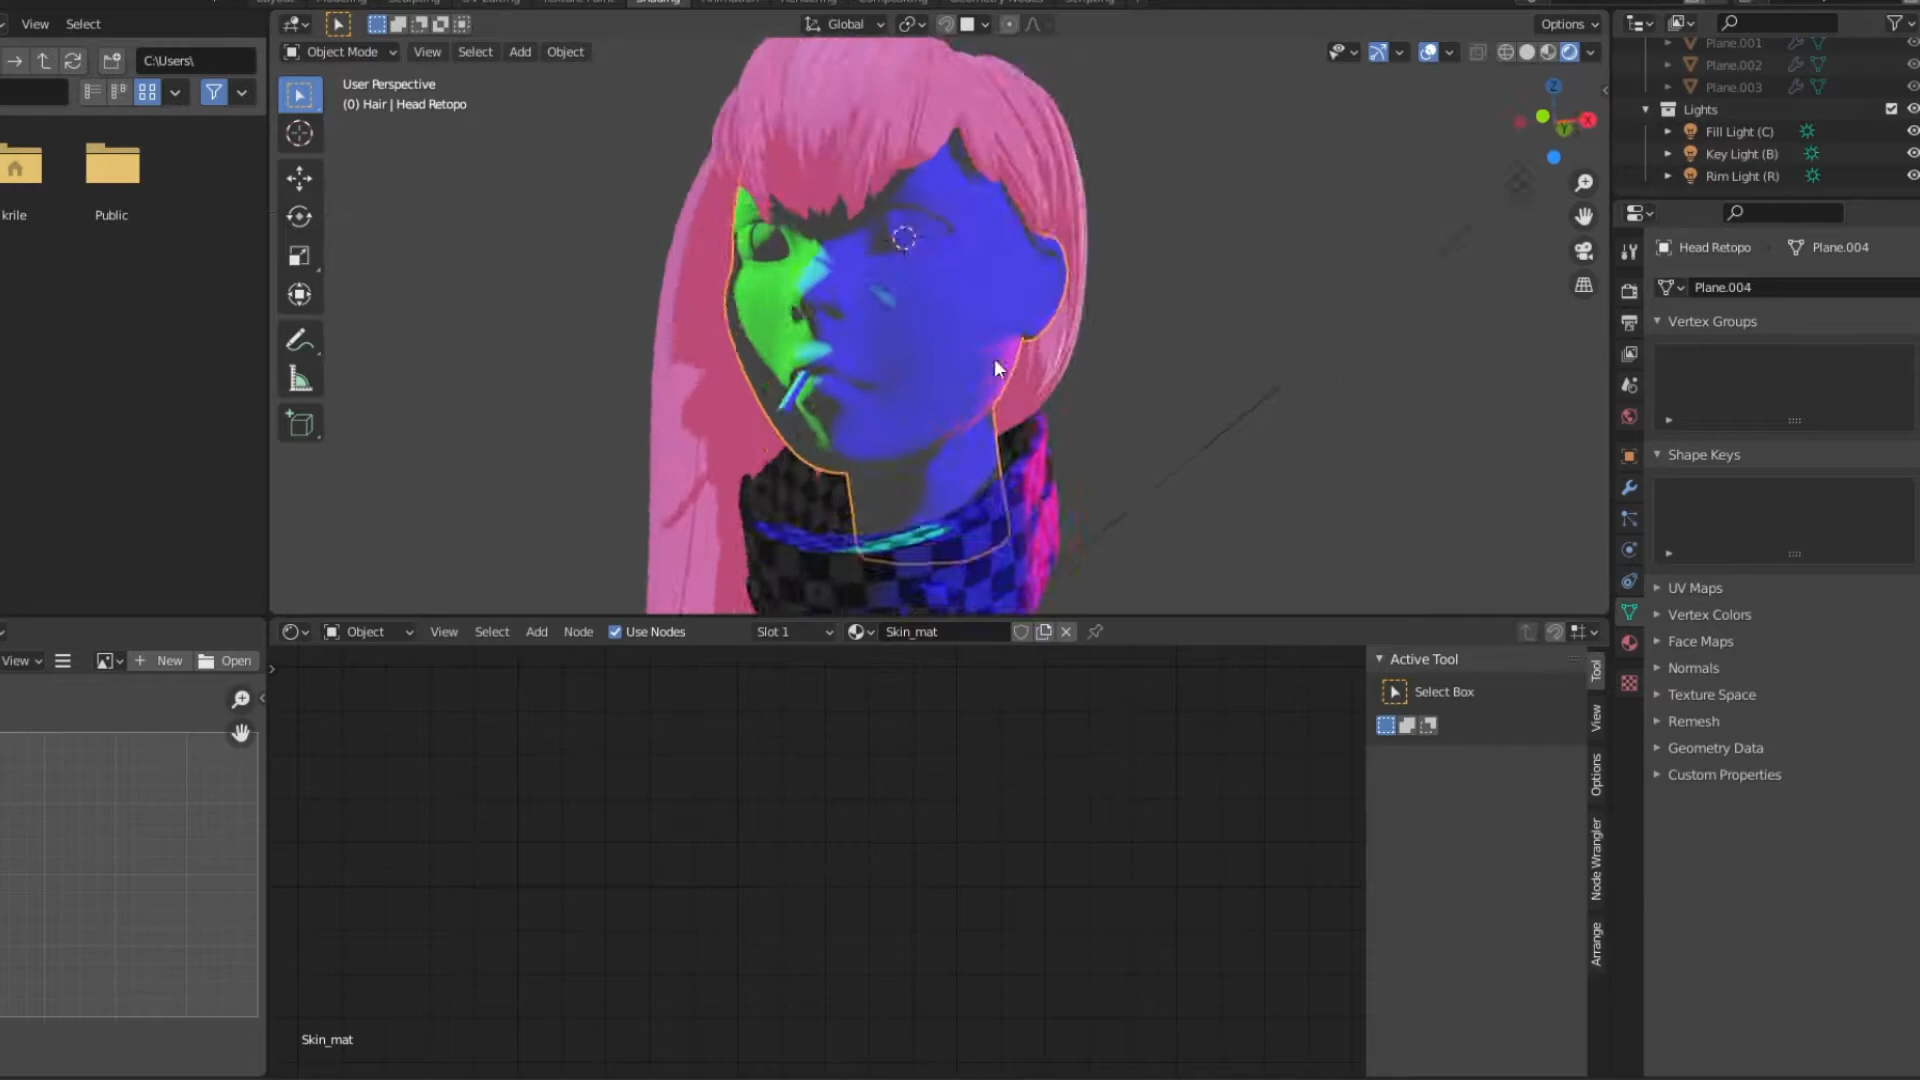 View Select
Global
Options
Plane.001
C:\Users\
Object Mode View Select Add Object
Plane.002
User Perspective
Plane.003
(0) Hair | Head Retopo
Lights
Fill Light (C)
Key Light (B)
Rim Light (R)
krile Public
Head Retopo Plane.004
Plane.004
Vertex Groups
Shape Keys
UV Maps
Vertex Colors
Face Maps
Normals
Texture Space
Remesh
Geometry Data
Custom Properties
Object View Select Add Node Use Nodes Slot 1 Skin_mat
View New Open
Active Tool
Select Box
Tool
View
Options
Node Wrangler
Arrange
Skin_mat
X
Y
Z